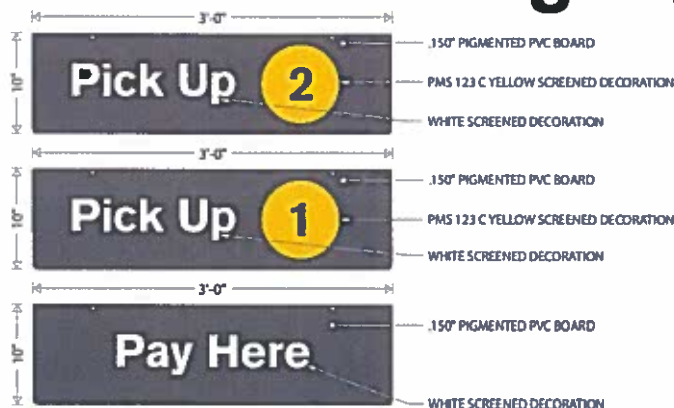 3'-0"
10"
Pick Up 2
.150" PIGMENTED PVC BOARD
PMS 123 C YELLOW SCREENED DECORATION
WHITE SCREENED DECORATION
3'-0"
10"
Pick Up 1
.150" PIGMENTED PVC BOARD
PMS 123 C YELLOW SCREENED DECORATION
WHITE SCREENED DECORATION
3'-0"
10"
Pay Here
.150" PIGMENTED PVC BOARD
WHITE SCREENED DECORATION